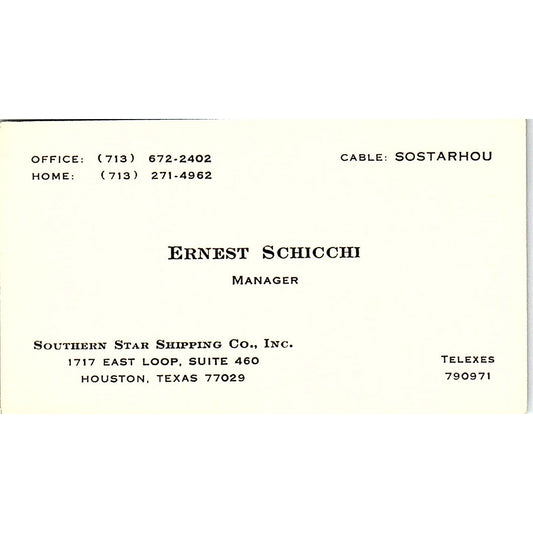 OFFICE: (713) 672-2402
HOME: (713) 271-4962
CABLE: SOSTARHOU
ERNEST SCHICCHI
MANAGER
SOUTHERN STAR SHIPPING CO., INC.
1717 EAST LOOP, SUITE 460
HOUSTON, TEXAS 77029
TELEXES
790971